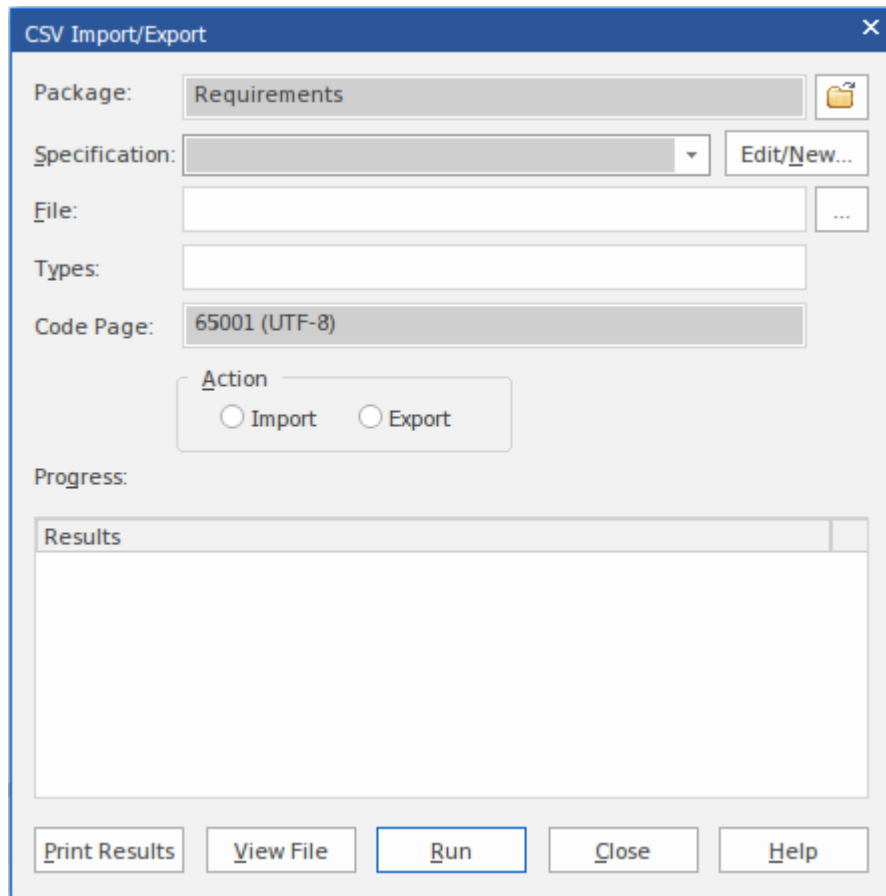 CSV Import/Export
Package: Requirements
Specification: Edit/New...
File: ...
Types:
Code Page: 65001 (UTF-8)
Action
Import Export
Progress:
Results
Print Results View File Run Close Help